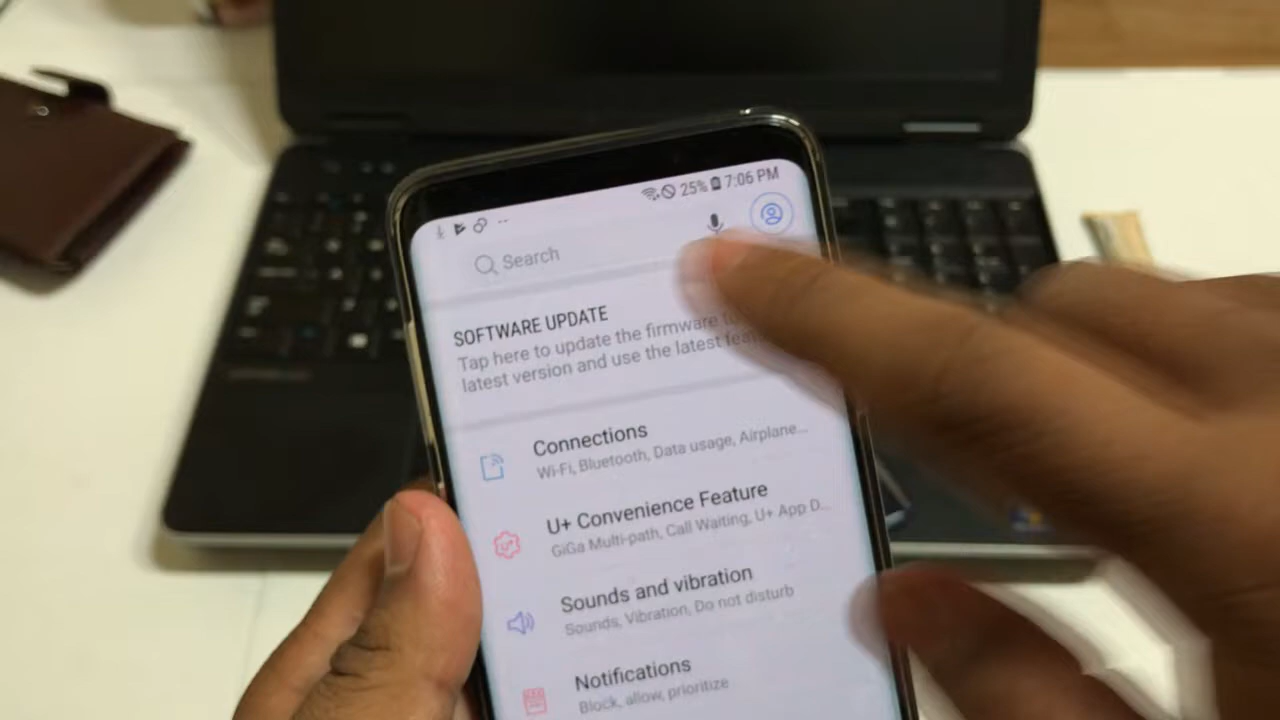 25% 7:06 PM
Search
SOFTWARE UPDATE
Tap here to update the firmware
latest version and use the latest
Connections
Wi-Fi, Bluetooth, Data usage, Airplane...
U+ Convenience Feature
GiGa Multi-path, Call Waiting, U+ App D...
Sounds and vibration
Sounds, Vibration, Do not disturb
Notifications
Block, allow, prioritize